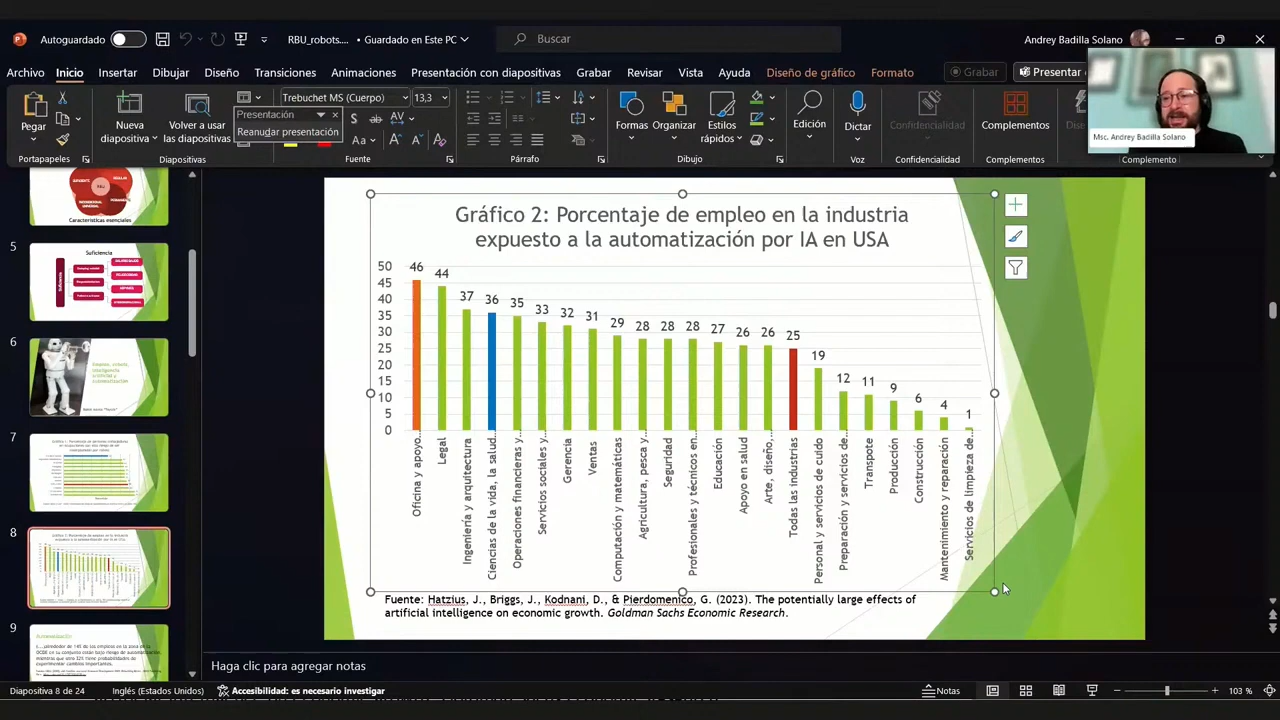 Autoguardado
RBU_robots.... • Guardado en Este PC
Buscar
Andrey Badilla Solano
Archivo Inicio Insertar Dibujar Diseño Transiciones Animaciones Presentación con diapositivas Grabar Revisar Vista Ayuda Diseño de gráfico Formato
Grabar
Presentar
Pegar
Nueva diapositiva
Volver a usar las diapositivas
Presentación
Reanudar presentación
Trebuchet MS (Cuerpo) 13,3
Formas
Organizar
Estilos rápidos
Edición
Dictar
Confidencialidad
Complementos
Portapapeles
Diapositivas
Fuente
Párrafo
Dibujo
Voz
Confidencialidad
Complementos
Complemento
Msc. Andrey Badilla Solano
RBU
Características esenciales
5
Suficiencia
6
Empleo, renta, inteligencia artificial y automatización
7
8
9
Automatización
Gráfico 2: Porcentaje de empleo en la industria
expuesto a la automatización por IA en USA
50
45
40
35
30
25
20
15
10
5
0
46 44 37 36 35 33 32 31 29 28 28 28 27 26 26 25 19 12 11 9 6 4 1
Oficina y apoyo...
Legal
Ingeniería y arquitectura
Ciencias de la vida, la salud...
Operaciones financieras...
Servicios sociales y...
Gerencia
Ventas
Computación y matemáticas
Agricultura, pesca y...
Seguridad
Profesionales y técnicos en...
Educación
Apoyo en salud
Arte, diseño...
Todas las industrias
Personal y servicios de cuido
Preparación y servicios de...
Transporte
Producción
Construcción
Mantenimiento y reparación
Servicios de limpieza de...
Fuente: Hatzius, J., Briggs, J., Kodnani, D., & Pierdomenico, G. (2023). The potentially large effects of
artificial intelligence on economic growth. Goldman Sachs Economic Research.
Haga clic para agregar notas
Diapositiva 8 de 24 Inglés (Estados Unidos) Accesibilidad: es necesario investigar Notas 103 %